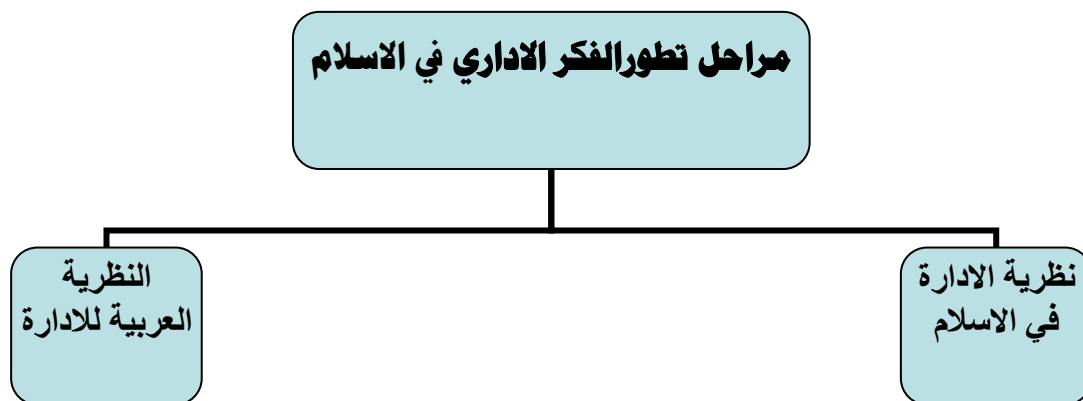 مراحل تطورالفكر الاداري في الاسلام
نظرية الادارة
في الاسلام
النظرية
العربية للادارة